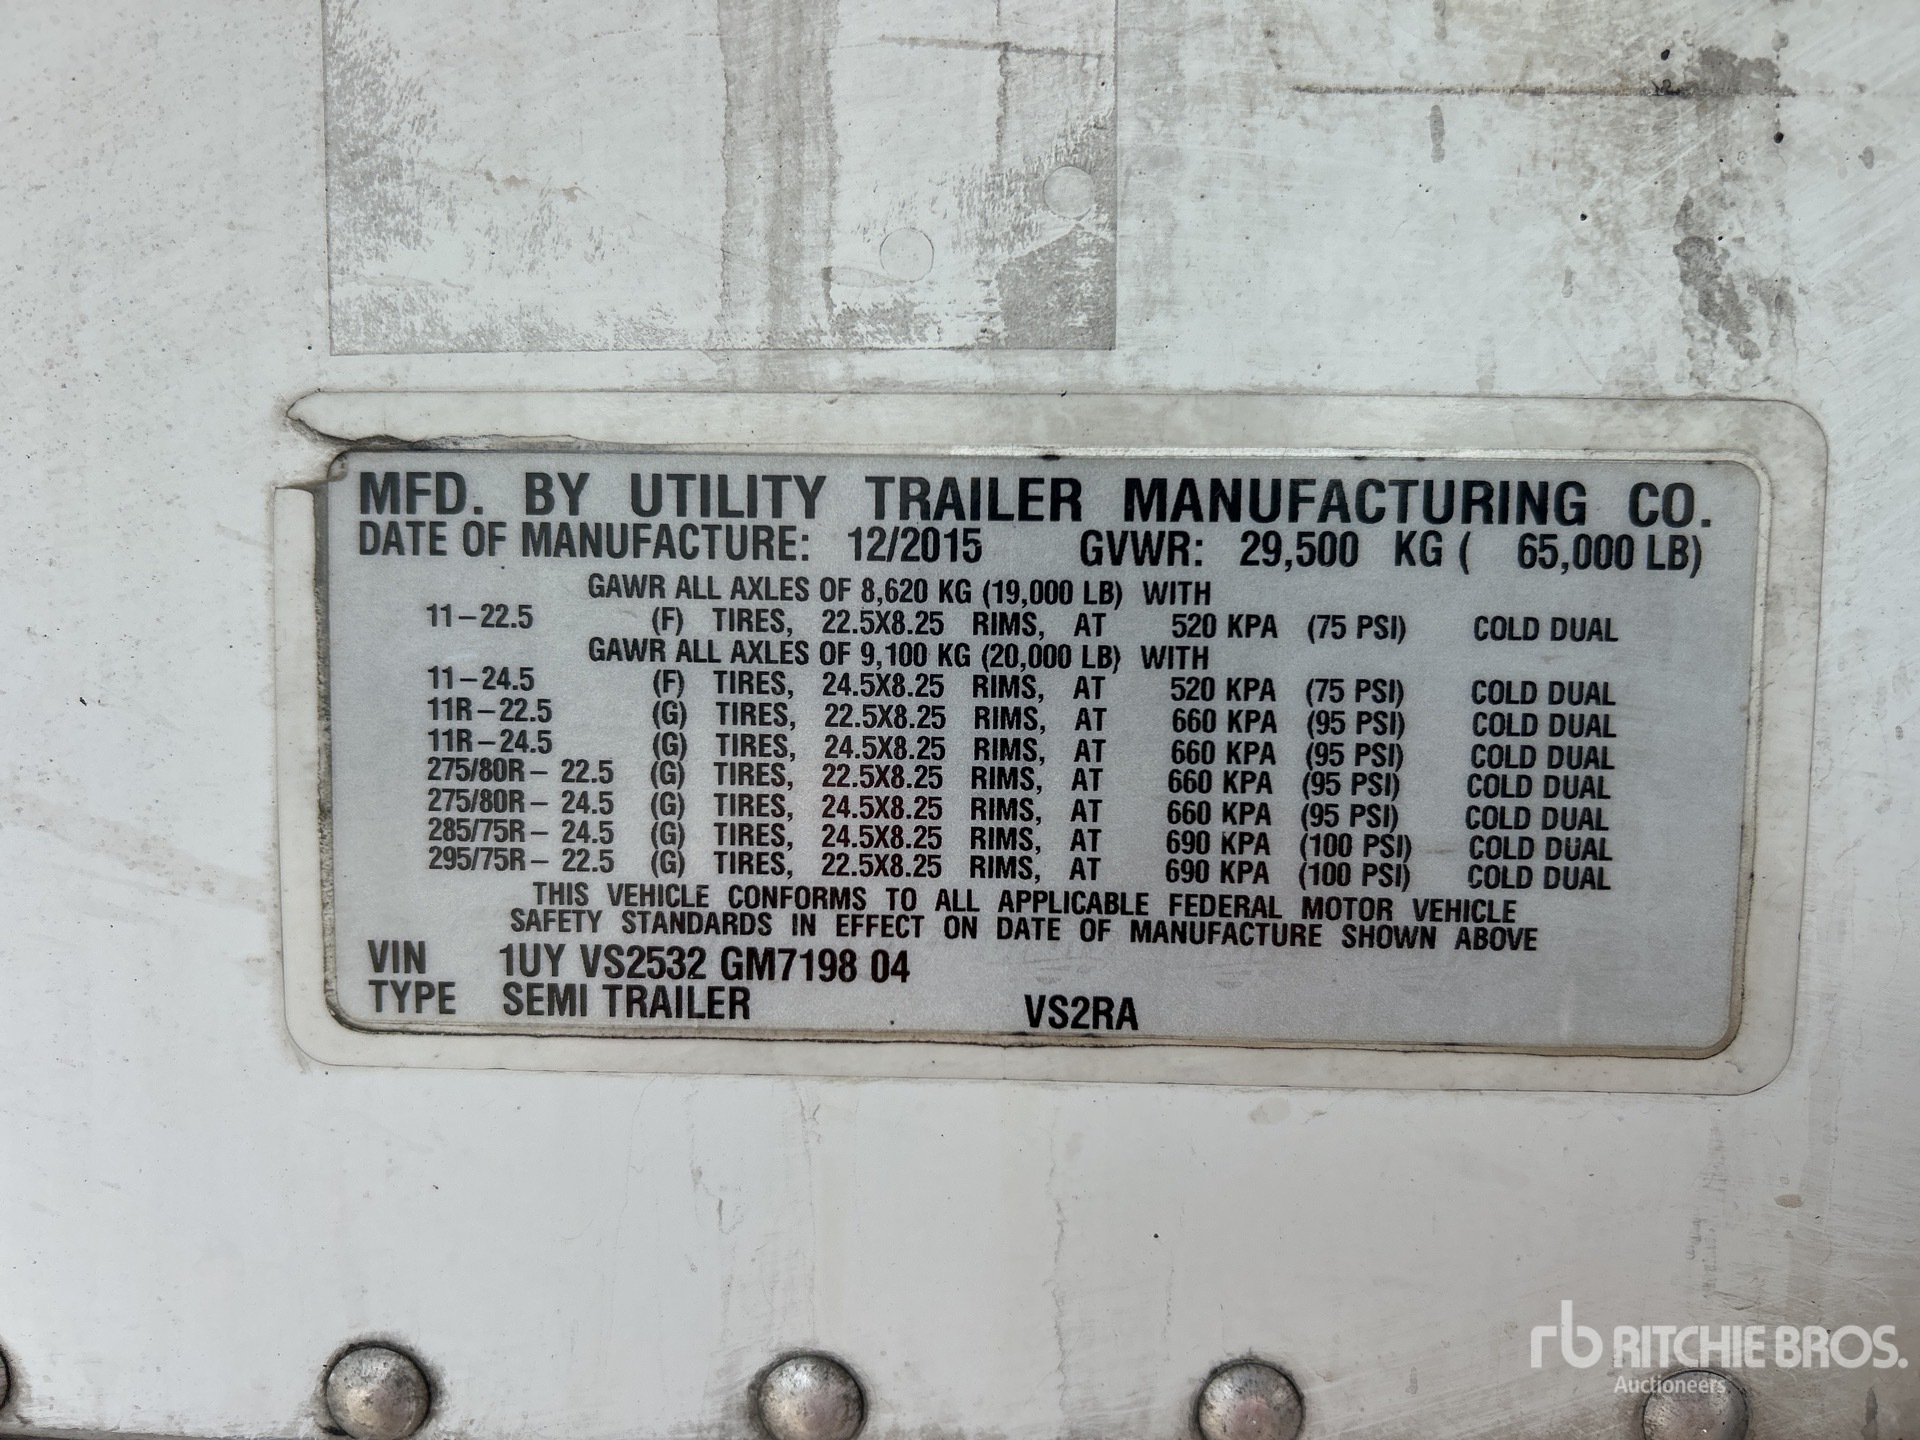 MFD. BY UTILITY TRAILER MANUFACTURING CO.
DATE OF MANUFACTURE: 12/2015 GVWR: 29,500 KG ( 65,000 LB)
GAWR ALL AXLES OF 8,620 KG (19,000 LB) WITH
11-22.5 (F) TIRES, 22.5X8.25 RIMS, AT 520 KPA (75 PSI) COLD DUAL
GAWR ALL AXLES OF 9,100 KG (20,000 LB) WITH
11-24.5 (F) TIRES, 24.5X8.25 RIMS, AT 520 KPA (75 PSI) COLD DUAL
11R-22.5 (G) TIRES, 22.5X8.25 RIMS, AT 660 KPA (95 PSI) COLD DUAL
11R-24.5 (G) TIRES, 24.5X8.25 RIMS, AT 660 KPA (95 PSI) COLD DUAL
275/80R- 22.5 (G) TIRES, 22.5X8.25 RIMS, AT 660 KPA (95 PSI) COLD DUAL
275/80R- 24.5 (G) TIRES, 24.5X8.25 RIMS, AT 660 KPA (95 PSI) COLD DUAL
285/75R- 24.5 (G) TIRES, 24.5X8.25 RIMS, AT 690 KPA (100 PSI) COLD DUAL
295/75R- 22.5 (G) TIRES, 22.5X8.25 RIMS, AT 690 KPA (100 PSI) COLD DUAL
THIS VEHICLE CONFORMS TO ALL APPLICABLE FEDERAL MOTOR VEHICLE
SAFETY STANDARDS IN EFFECT ON DATE OF MANUFACTURE SHOWN ABOVE
VIN 1UY VS2532 GM7198 04
TYPE SEMI TRAILER VS2RA
rb RITCHIE BROS.
Auctioneers